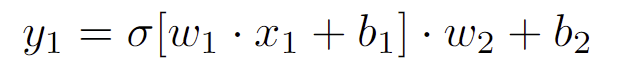 y₁ = σ[w₁ · x₁ + b₁] · w₂ + b₂